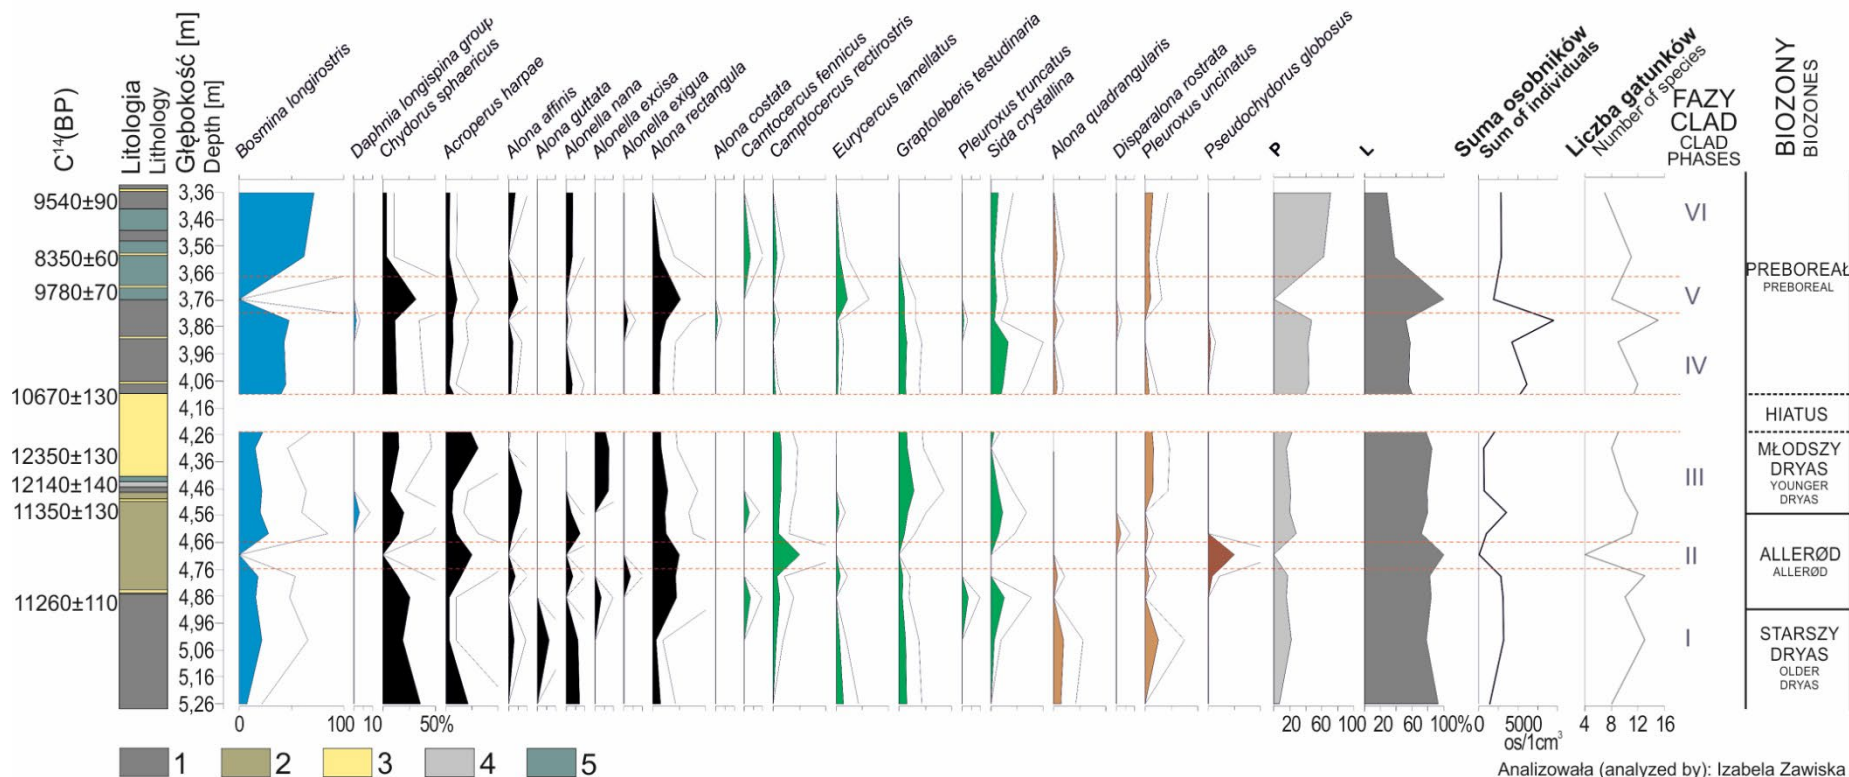 C¹⁴(BP)
Litologia
Lithology
Głębokość [m]
Depth [m]
Bosmina longirostris
Daphnia longispina group
Chydorus sphaericus
Acroperus harpae
Alona affinis
Alona guttata
Alonella nana
Alonella excisa
Alonella exigua
Alona rectangula
Alona costata
Camtocercus fennicus
Camptocercus rectirostris
Eurycercus lamellatus
Graptoleberis testudinaria
Pleuroxus truncatus
Sida crystallina
Alona quadrangularis
Disparalona rostrata
Pleuroxus uncinatus
Pseudochydorus globosus
P
L
Suma osobników
Sum of individuals
Liczba gatunków
Number of species
FAZY
CLAD
CLAD
PHASES
BIOZONY
BIOZONES
9540±90
8350±60
9780±70
10670±130
12350±130
12140±140
11350±130
11260±110
3,36
3,46
3,56
3,66
3,76
3,86
3,96
4,06
4,16
4,26
4,36
4,46
4,56
4,66
4,76
4,86
4,96
5,06
5,16
5,26
VI
V
IV
III
II
I
PREBOREAŁ
PREBOREAL
HIATUS
MŁODSZY
DRYAS
YOUNGER
DRYAS
ALLERØD
ALLERØD
STARSZY
DRYAS
OLDER
DRYAS
0 100 10 50% 20 60 100 20 60 100% 0 5000 4 8 12 16
os/1cm³
1 2 3 4 5
Analizowała (analyzed by): Izabela Zawiska